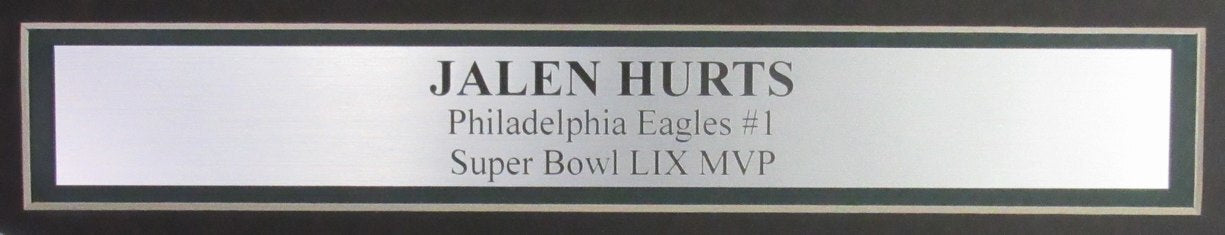 JALEN HURTS
Philadelphia Eagles #1
Super Bowl LIX MVP